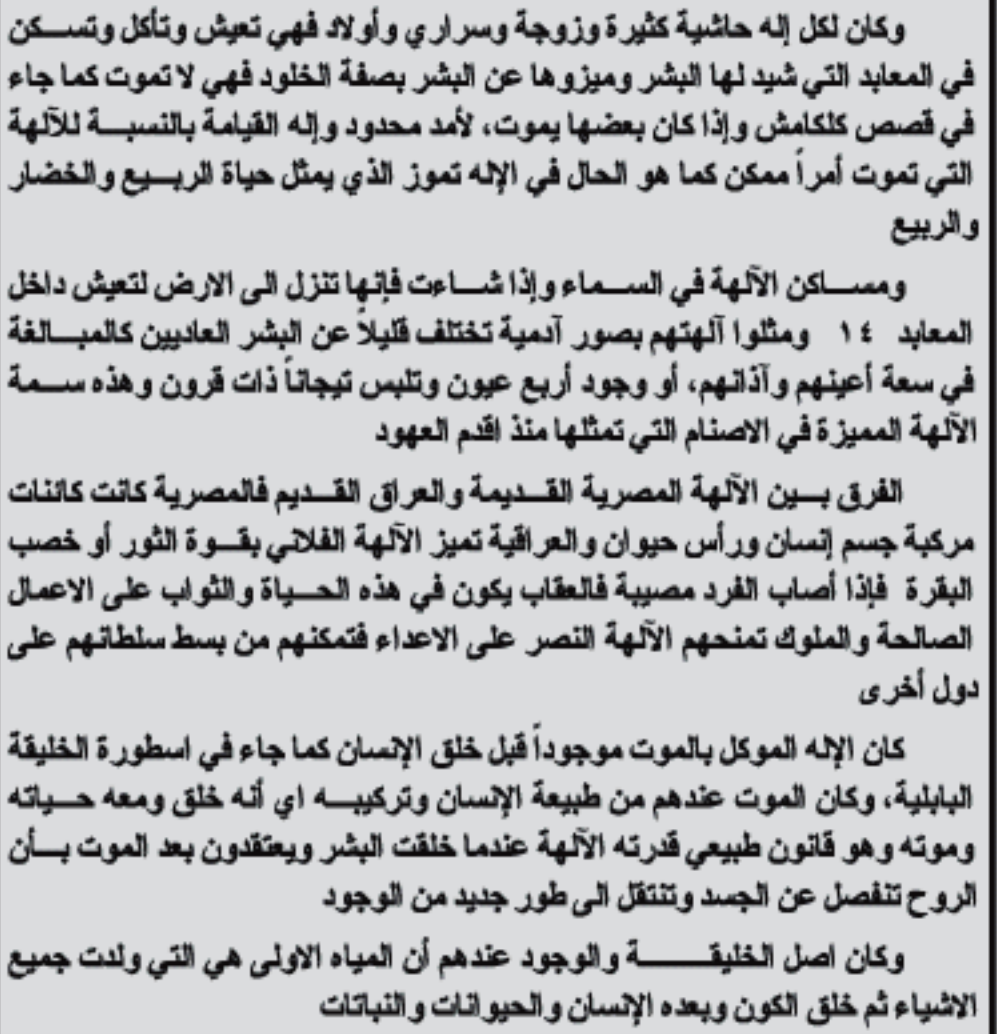 وكان لكل إله حاشية كثيرة وزوجة وسراري وأولاد فهي تعيش وتأكل وتسكن
في المعابد التي شيد لها البشر وميزوها عن البشر بصفة الخلود فهي لا تموت كما جاء
في قصص كلكامش وإذا كان بعضها يموت، لأمد محدود وإله القيامة بالنسبة للآلهة
التي تموت أمراً ممكن كما هو الحال في الإله تموز الذي يمثل حياة الربيع والخضار
والربيع
ومساكن الآلهة في السماء وإذا شاءت فإنها تنزل الى الارض لتعيش داخل
المعابد ١٤ ومثلوا آلهتهم بصور آدمية تختلف قليلاً عن البشر العاديين كالمبالغة
في سعة أعينهم وآذانهم، أو وجود أربع عيون وتلبس تيجاناً ذات قرون وهذه سمة
الآلهة المميزة في الاصنام التي تمثلها منذ اقدم العهود
الفرق بين الآلهة المصرية القديمة والعراق القديم فالمصرية كانت كائنات
مركبة جسم إنسان ورأس حيوان والعراقية تميز الآلهة الفلاني بقوة الثور أو خصب
البقرة فإذا أصاب الفرد مصيبة فالعقاب يكون في هذه الحياة والثواب على الاعمال
الصالحة والملوك تمنحهم الآلهة النصر على الاعداء فتمكنهم من بسط سلطانهم على
دول أخرى
كان الإله الموكل بالموت موجوداً قبل خلق الإنسان كما جاء في اسطورة الخليقة
البابلية، وكان الموت عندهم من طبيعة الإنسان وتركيبه اي أنه خلق ومعه حياته
وموته وهو قانون طبيعي قدرته الآلهة عندما خلقت البشر ويعتقدون بعد الموت بأن
الروح تنفصل عن الجسد وتنتقل الى طور جديد من الوجود
وكان اصل الخليقة والوجود عندهم أن المياه الاولى هي التي ولدت جميع
الاشياء ثم خلق الكون وبعده الإنسان والحيوانات والنباتات